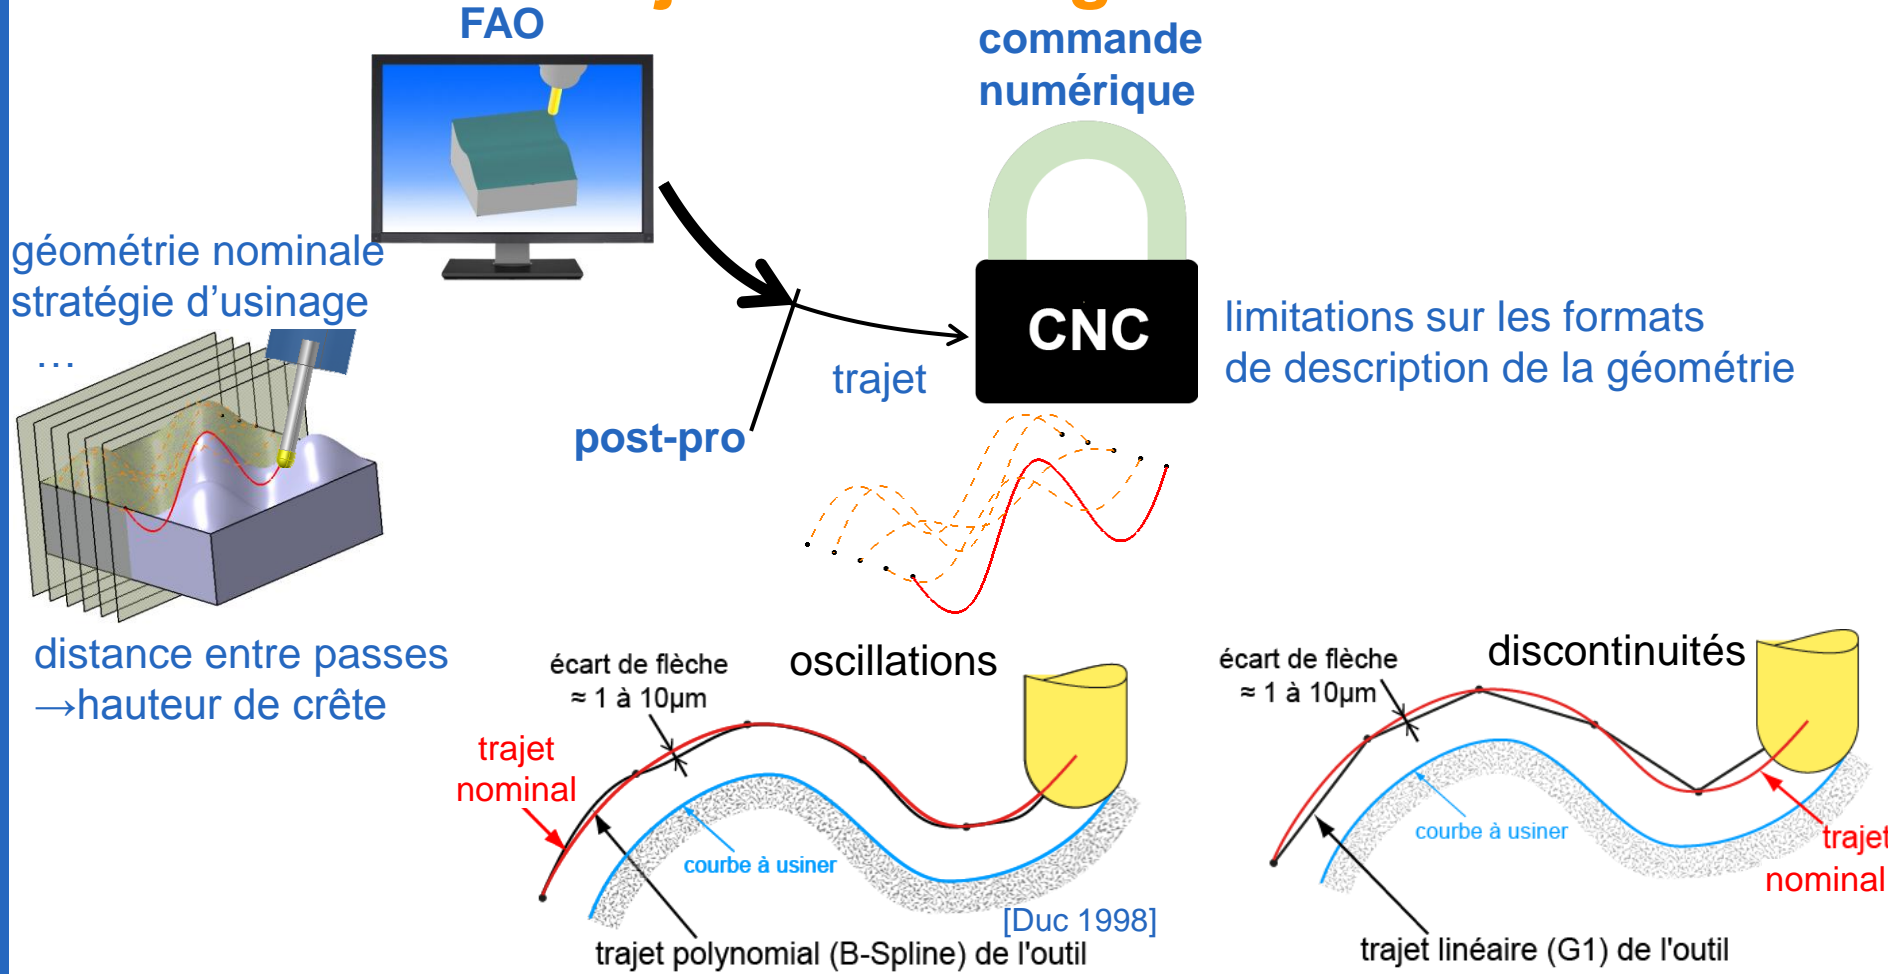 FAO
commande
numérique
géométrie nominale
stratégie d'usinage
…
CNC
limitations sur les formats
de description de la géométrie
trajet
post-pro
distance entre passes
→hauteur de crête
écart de flèche
≈ 1 à 10µm
oscillations
trajet
nominal
courbe à usiner
[Duc 1998]
trajet polynomial (B-Spline) de l'outil
écart de flèche
≈ 1 à 10µm
discontinuités
courbe à usiner
trajet
nominal
trajet linéaire (G1) de l'outil